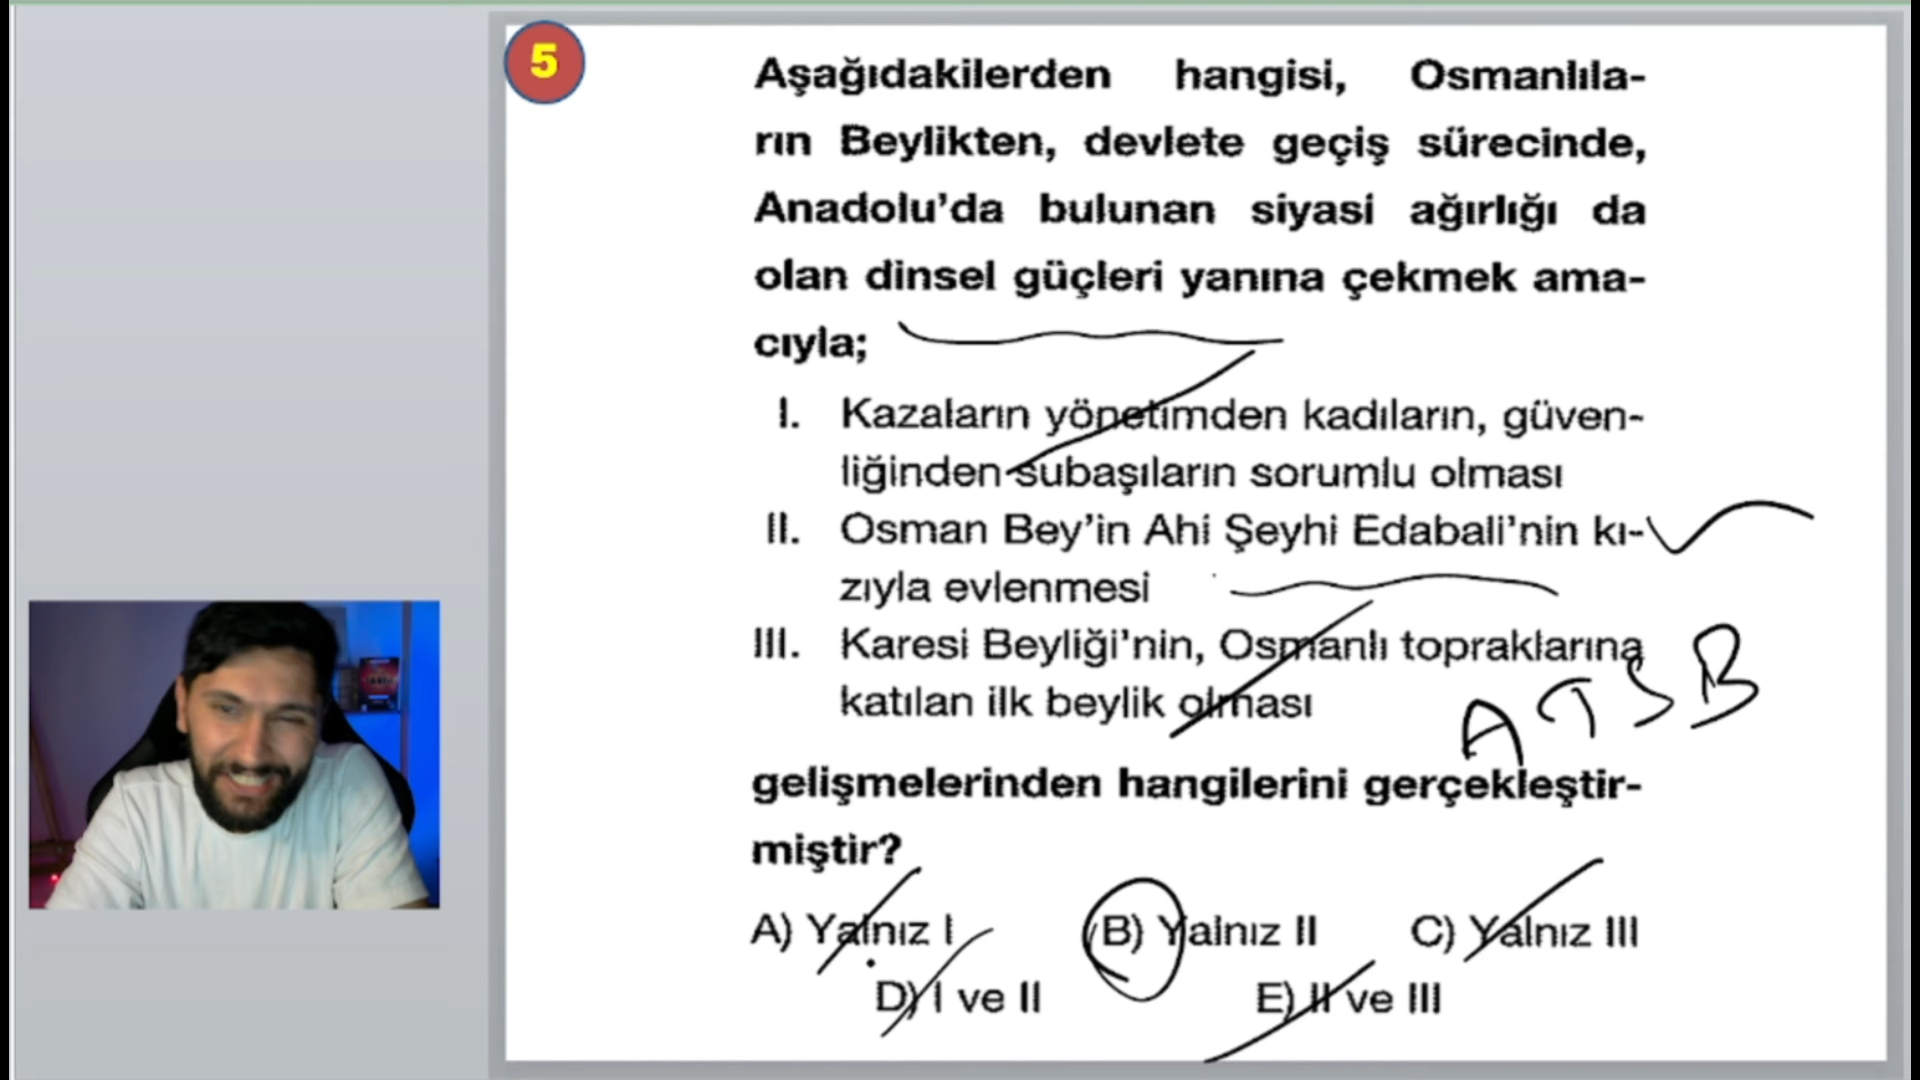 5
Aşağıdakilerden hangisi, Osmanlıla-
rın Beylikten, devlete geçiş sürecinde,
Anadolu'da bulunan siyasi ağırlığı da
olan dinsel güçleri yanına çekmek ama-
cıyla;
I. Kazaların yönetimden kadıların, güven-
liğinden subaşıların sorumlu olması
II. Osman Bey'in Ahi Şeyhi Edabali'nin kı-
zıyla evlenmesi
III. Karesi Beyliği'nin, Osmanlı topraklarına
katılan ilk beylik olması
gelişmelerinden hangilerini gerçekleştir-
miştir?
A) Yalnız I B) Yalnız II C) Yalnız III
D) I ve II E) II ve III